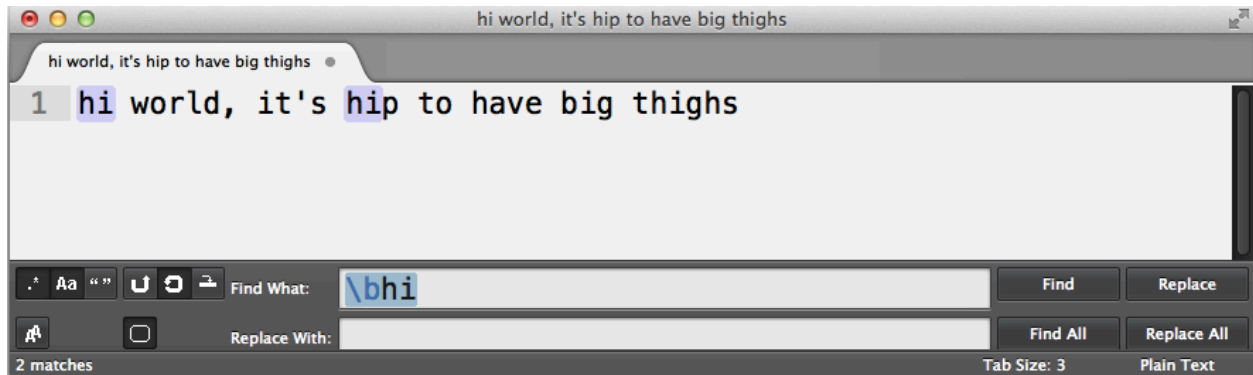 hi world, it's hip to have big thighs
hi world, it's hip to have big thighs
1 hi world, it's hip to have big thighs
.* Aa “” Find What: \bhi Find Replace
AA Replace With: Find All Replace All
2 matches Tab Size: 3 Plain Text